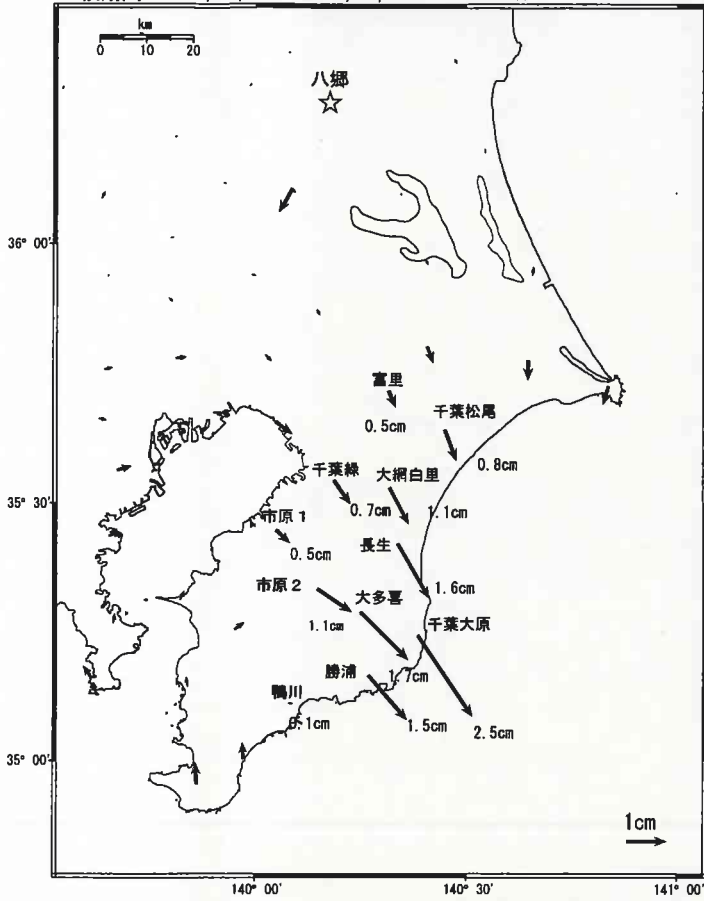 km
0 10 20
八郷
36° 00'
富里
0.5cm
千葉松尾
0.8cm
千葉緑
0.7cm
大網白里
1.1cm
35° 30'
市原1
0.5cm
長生
1.6cm
市原2
1.1cm
大多喜
1.7cm
千葉大原
2.5cm
勝浦
1.5cm
鴨川
0.1cm
35° 00'
1cm
140° 00' 140° 30' 141° 00'